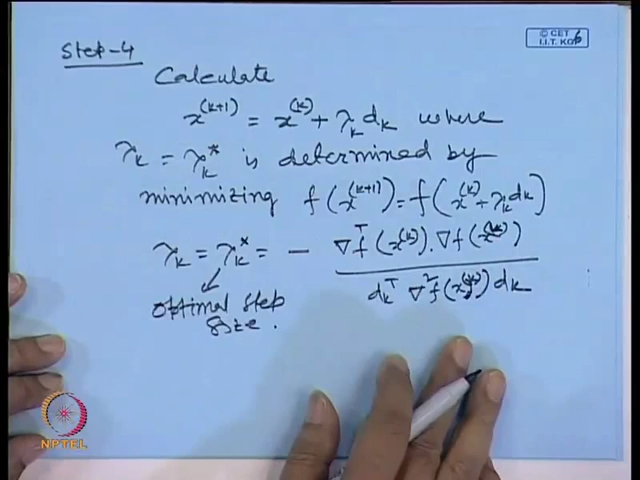 Step-4
© CET
I.I.T. KGP
Calculate
x^(k+1) = x^(k) + λ_k d_k where
λ_k = λ_k^* is determined by
minimizing f(x^(k+1)) = f(x^(k) + λ_k d_k)
λ_k = λ_k^* = − ∇f^T(x^(k)) . ∇f(x^(k))
d_k^T ∇²f(x^(k)) d_k
optimal step
size.
NPTEL